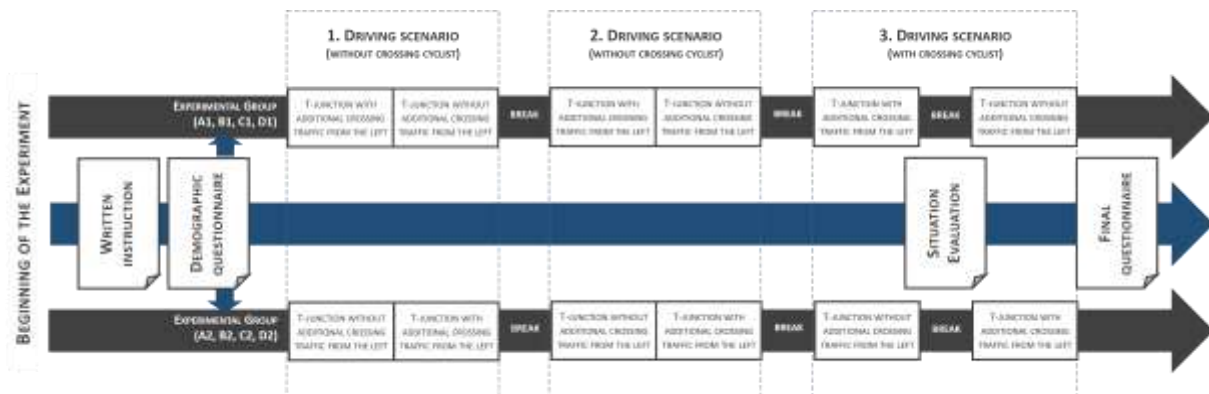 BEGINNING OF THE EXPERIMENT
1. DRIVING SCENARIO
(WITHOUT CROSSING CYCLIST)
2. DRIVING SCENARIO
(WITHOUT CROSSING CYCLIST)
3. DRIVING SCENARIO
(WITH CROSSING CYCLIST)
EXPERIMENTAL GROUP
(A1, B1, C1, D1)
T-JUNCTION WITH
ADDITIONAL CROSSING
TRAFFIC FROM THE LEFT
T-JUNCTION WITHOUT
ADDITIONAL CROSSING
TRAFFIC FROM THE LEFT
BREAK
T-JUNCTION WITH
ADDITIONAL CROSSING
TRAFFIC FROM THE LEFT
T-JUNCTION WITHOUT
ADDITIONAL CROSSING
TRAFFIC FROM THE LEFT
BREAK
T-JUNCTION WITH
ADDITIONAL CROSSING
TRAFFIC FROM THE LEFT
BREAK
T-JUNCTION WITHOUT
ADDITIONAL CROSSING
TRAFFIC FROM THE LEFT
WRITTEN
INSTRUCTION
DEMOGRAPHIC
QUESTIONNAIRE
SITUATION
EVALUATION
FINAL
QUESTIONNAIRE
EXPERIMENTAL GROUP
(A2, B2, C2, D2)
T-JUNCTION WITHOUT
ADDITIONAL CROSSING
TRAFFIC FROM THE LEFT
T-JUNCTION WITH
ADDITIONAL CROSSING
TRAFFIC FROM THE LEFT
BREAK
T-JUNCTION WITHOUT
ADDITIONAL CROSSING
TRAFFIC FROM THE LEFT
T-JUNCTION WITH
ADDITIONAL CROSSING
TRAFFIC FROM THE LEFT
BREAK
T-JUNCTION WITHOUT
ADDITIONAL CROSSING
TRAFFIC FROM THE LEFT
BREAK
T-JUNCTION WITH
ADDITIONAL CROSSING
TRAFFIC FROM THE LEFT